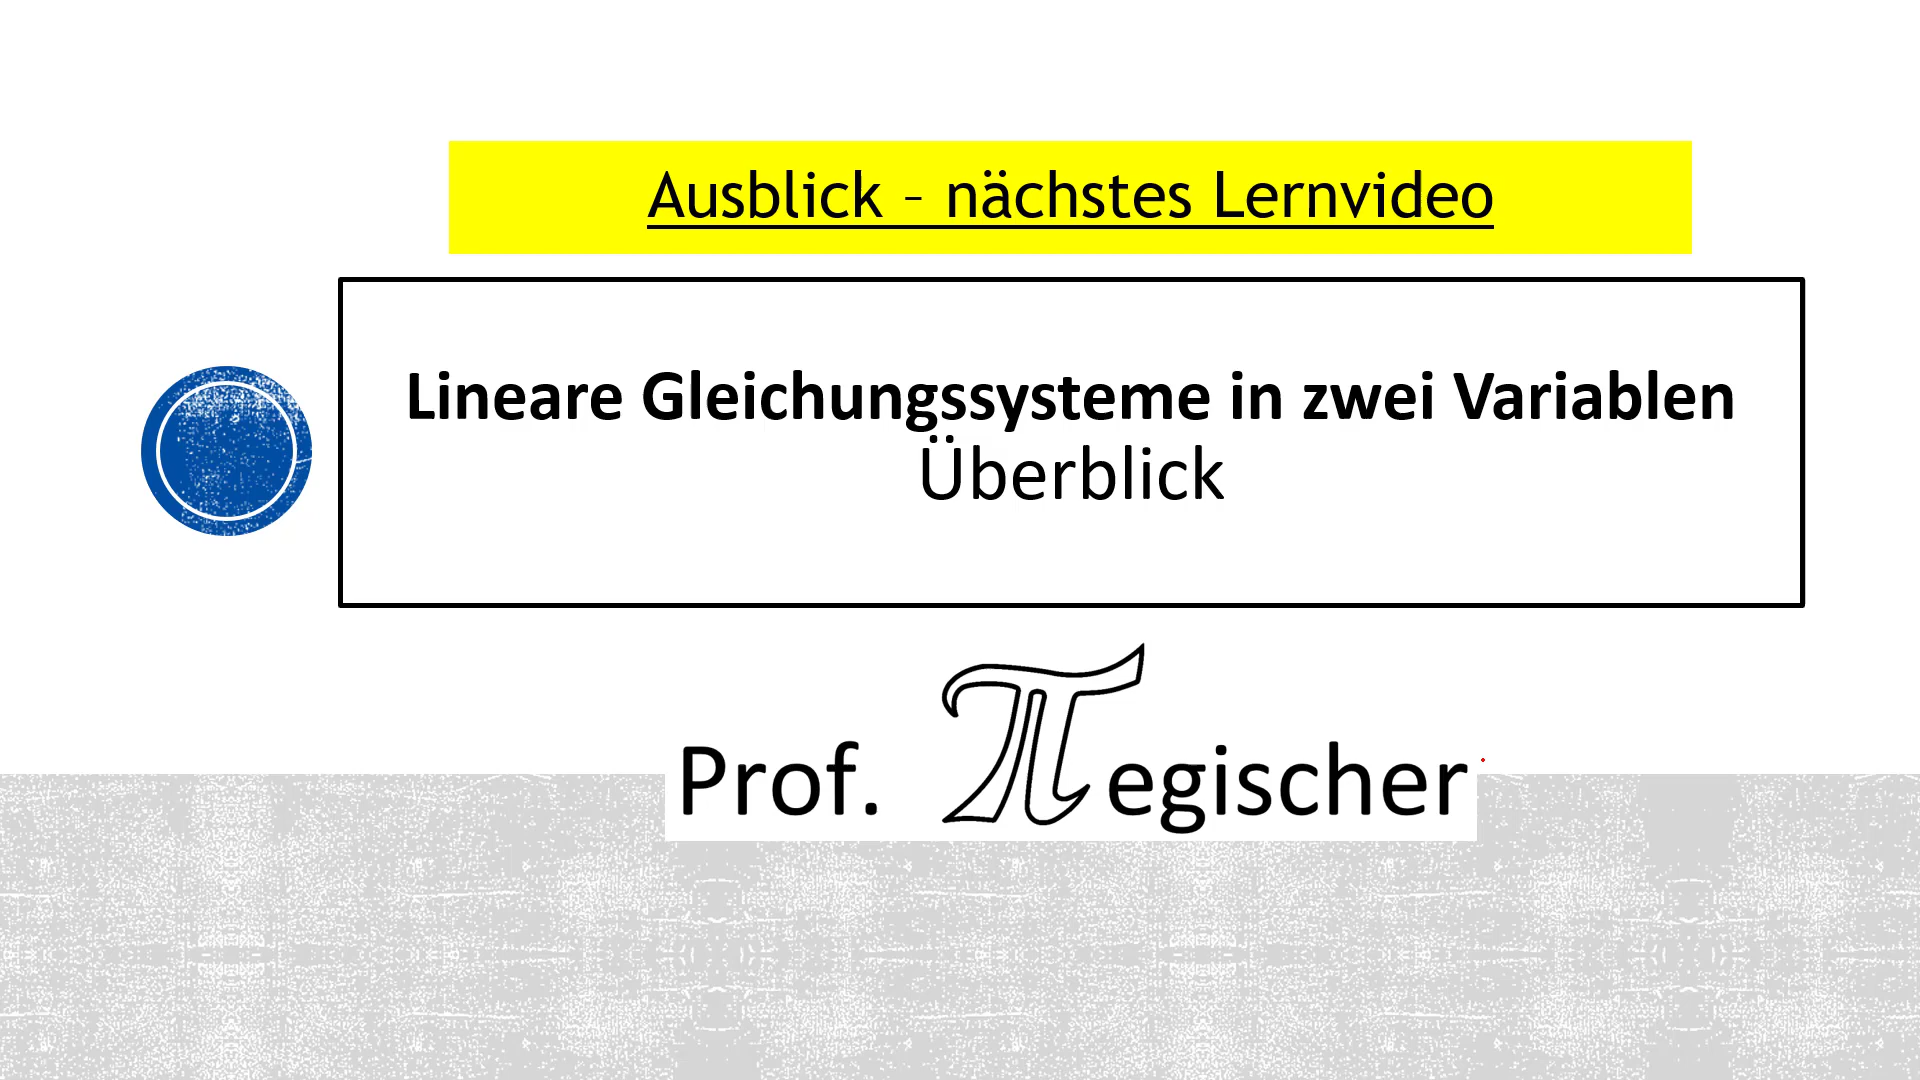 Ausblick – nächstes Lernvideo
Lineare Gleichungssysteme in zwei Variablen
Überblick
Prof. πegischer